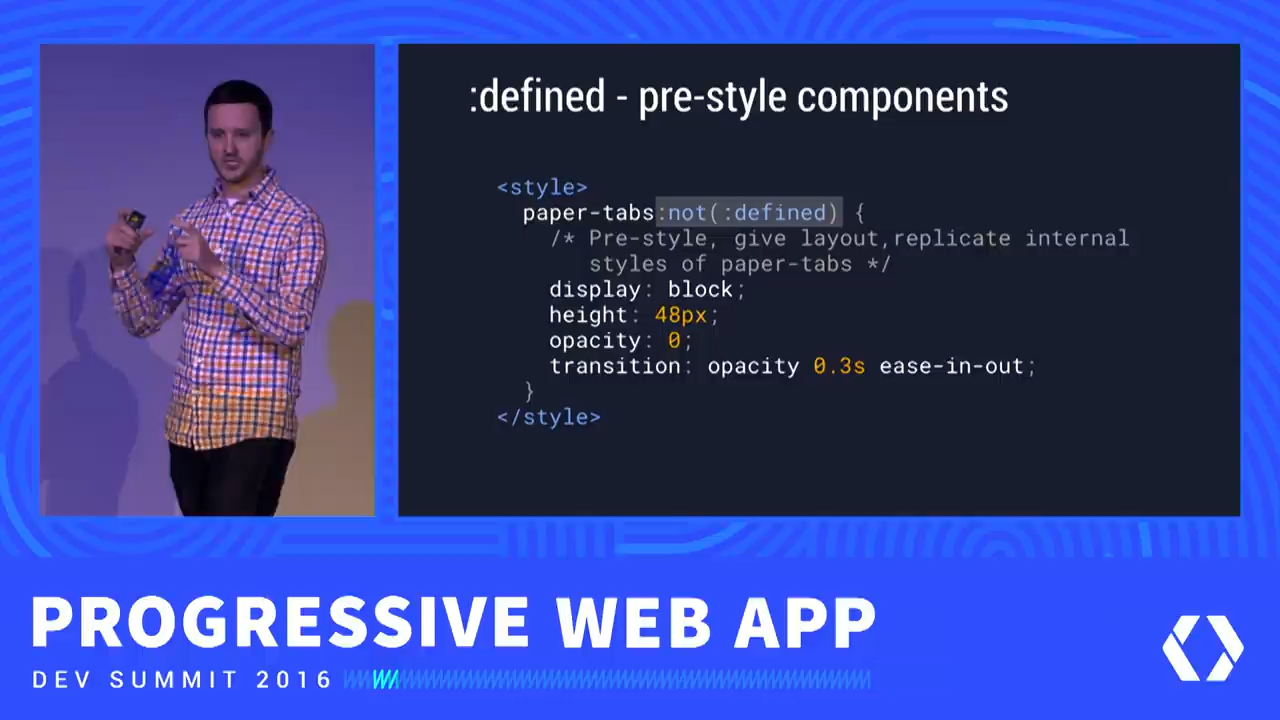 :defined - pre-style components
<style>
paper-tabs:not(:defined) {
/* Pre-style, give layout,replicate internal
styles of paper-tabs */
display: block;
height: 48px;
opacity: 0;
transition: opacity 0.3s ease-in-out;
}
</style>
PROGRESSIVE WEB APP
DEV SUMMIT 2016